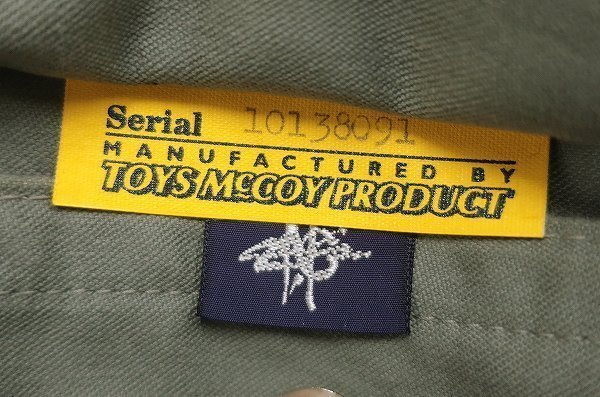 Serial 10138091
MANUFACTURED BY
TOYS McCOY PRODUCT